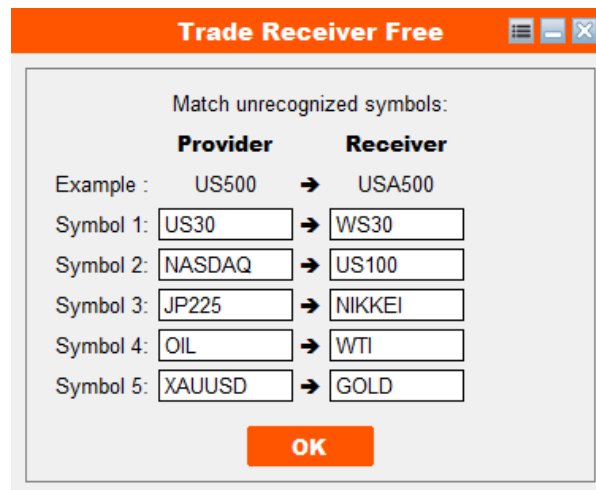 Trade Receiver Free
Match unrecognized symbols:
Provider Receiver
Example : US500 ➔ USA500
Symbol 1: US30 ➔ WS30
Symbol 2: NASDAQ ➔ US100
Symbol 3: JP225 ➔ NIKKEI
Symbol 4: OIL ➔ WTI
Symbol 5: XAUUSD ➔ GOLD
OK